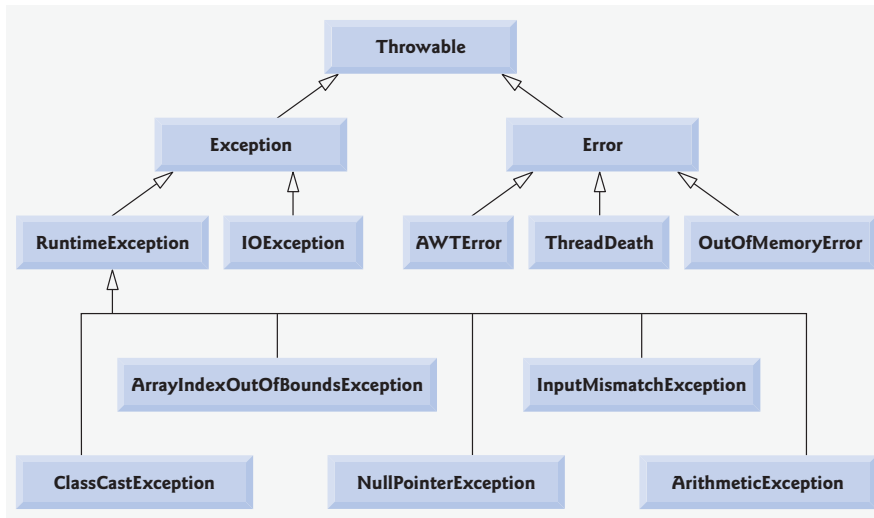 Throwable
Exception
Error
RuntimeException
IOException
AWTError
ThreadDeath
OutOfMemoryError
ArrayIndexOutOfBoundsException
InputMismatchException
ClassCastException
NullPointerException
ArithmeticException